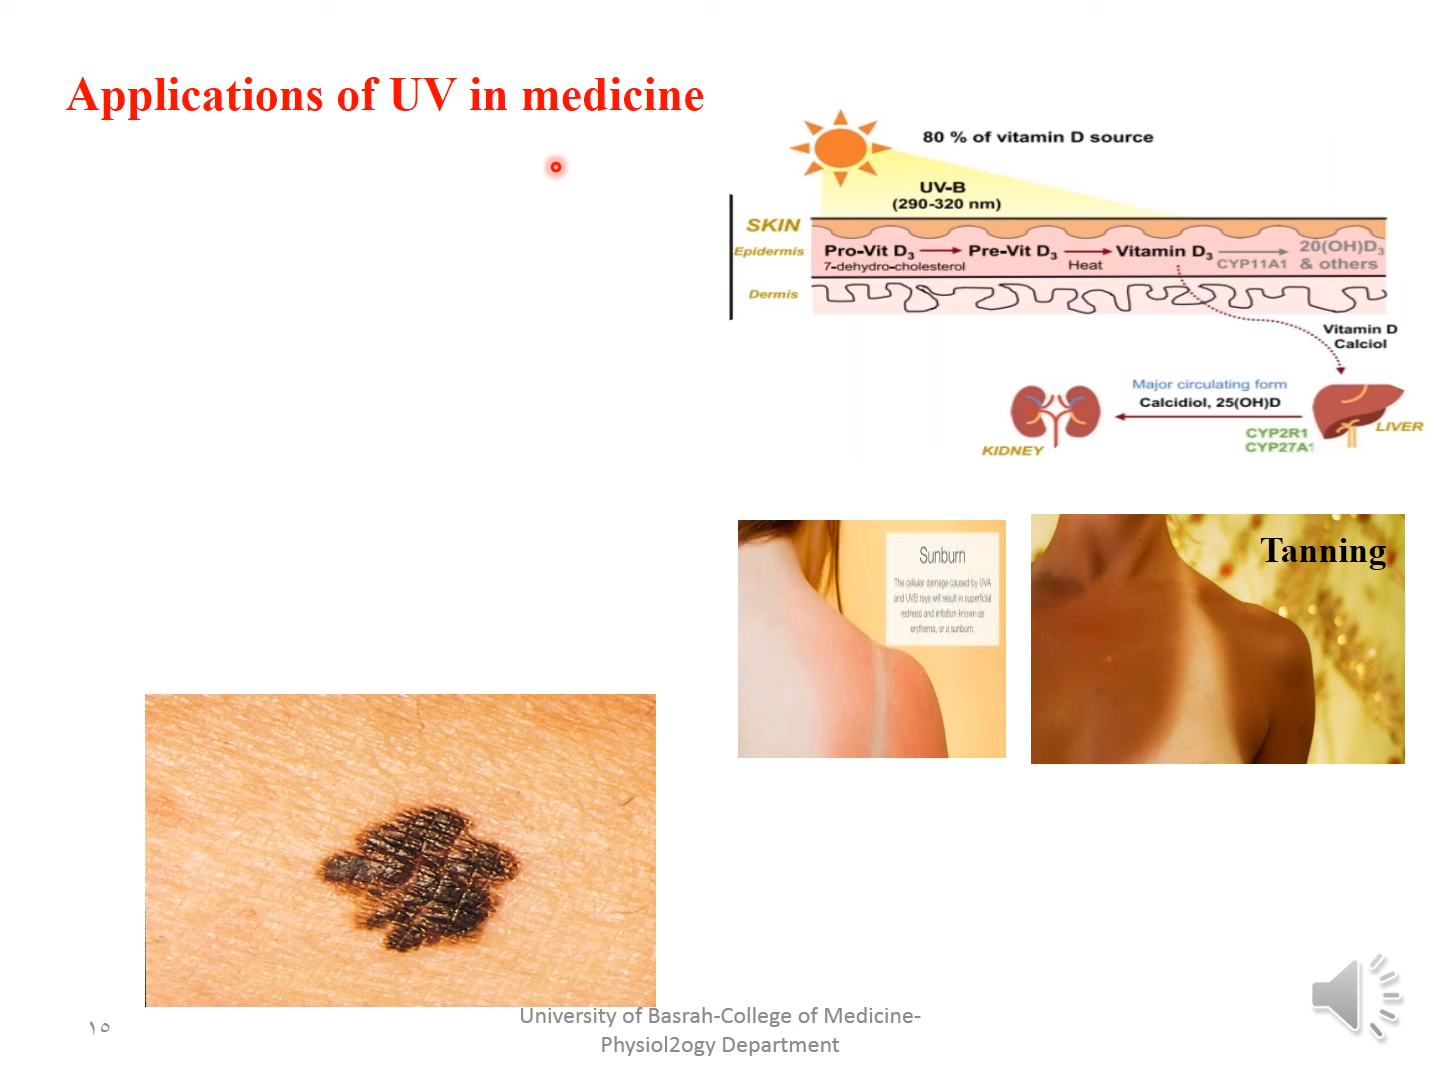 Applications of UV in medicine
80 % of vitamin D source
UV-B
(290-320 nm)
SKIN
Epidermis
Pro-Vit D₃
Pre-Vit D₃
Vitamin D₃
20(OH)D₃
7-dehydro-cholesterol
Heat
CYP11A1
& others
Dermis
Vitamin D
Calciol
Major circulating form
Calcidiol, 25(OH)D
CYP2R1
CYP27A1
LIVER
KIDNEY
Sunburn
The cellular damage caused by UVA
and UVB rays will result in superficial
redness and irritation known as
erythema, or a sunburn.
Tanning
University of Basrah-College of Medicine-
Physiol2ogy Department
١٥